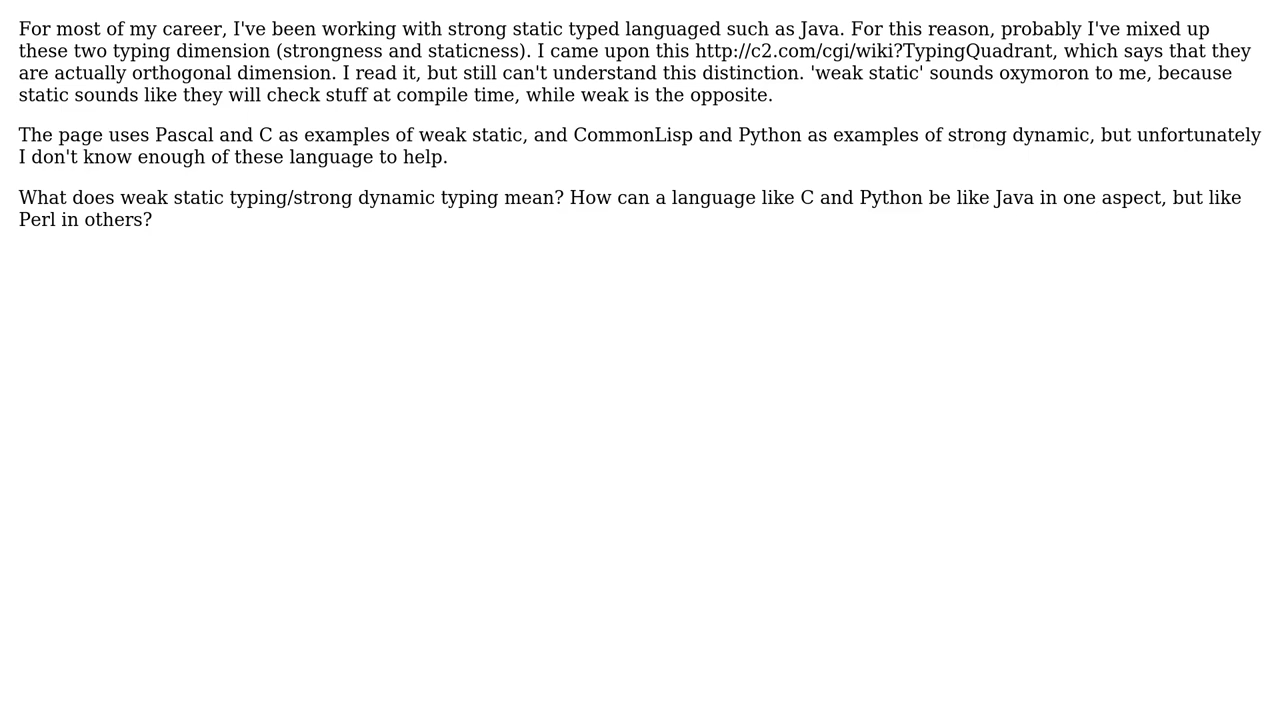 For most of my career, I've been working with strong static typed languaged such as Java. For this reason, probably I've mixed up
these two typing dimension (strongness and staticness). I came upon this http://c2.com/cgi/wiki?TypingQuadrant, which says that they
are actually orthogonal dimension. I read it, but still can't understand this distinction. 'weak static' sounds oxymoron to me, because
static sounds like they will check stuff at compile time, while weak is the opposite.
The page uses Pascal and C as examples of weak static, and CommonLisp and Python as examples of strong dynamic, but unfortunately
I don't know enough of these language to help.
What does weak static typing/strong dynamic typing mean? How can a language like C and Python be like Java in one aspect, but like
Perl in others?